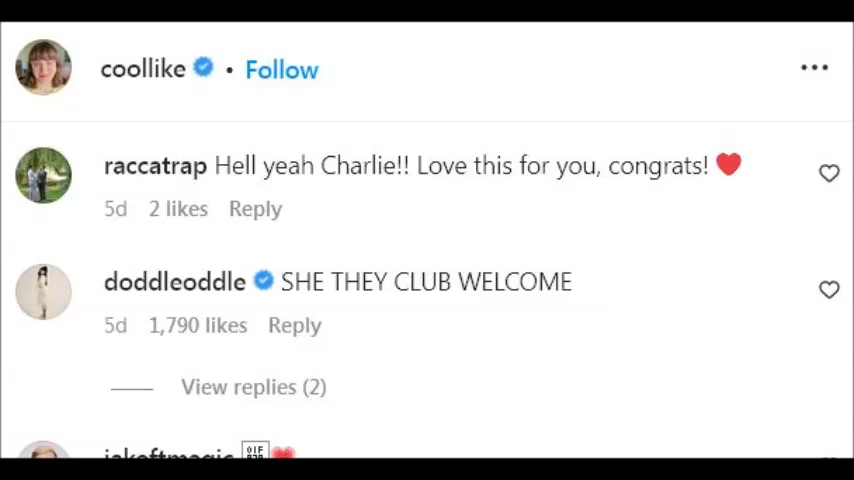 coollike • Follow
raccatrap Hell yeah Charlie!! Love this for you, congrats! ❤️
5d 2 likes Reply
doddleoddle SHE THEY CLUB WELCOME
5d 1,790 likes Reply
View replies (2)